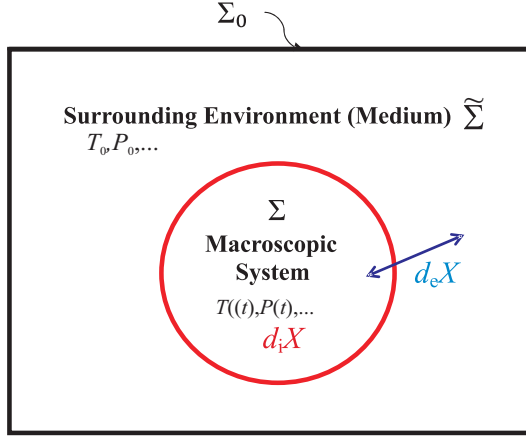 Σ₀
Surrounding Environment (Medium) Σ̃
T₀,P₀,...
Σ
Macroscopic
System
T((t),P(t),...
dₑX
dᵢX